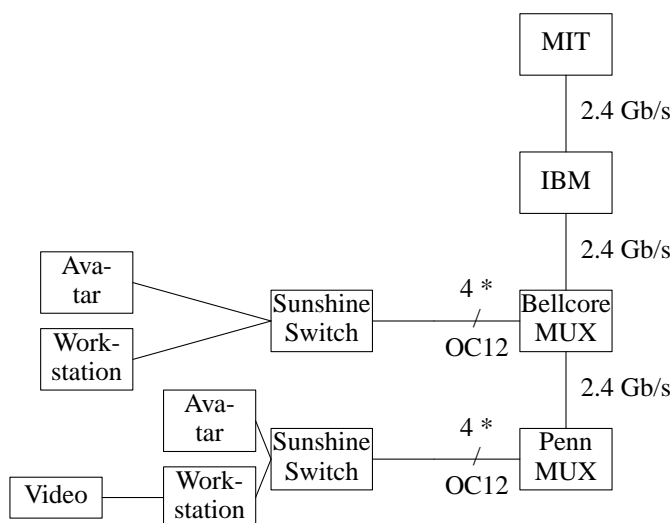 MIT
2.4 Gb/s
IBM
2.4 Gb/s
Ava-
tar
Work-
station
Sunshine
Switch
4 *
OC12
Bellcore
MUX
2.4 Gb/s
Ava-
tar
Video
Work-
station
Sunshine
Switch
4 *
OC12
Penn
MUX